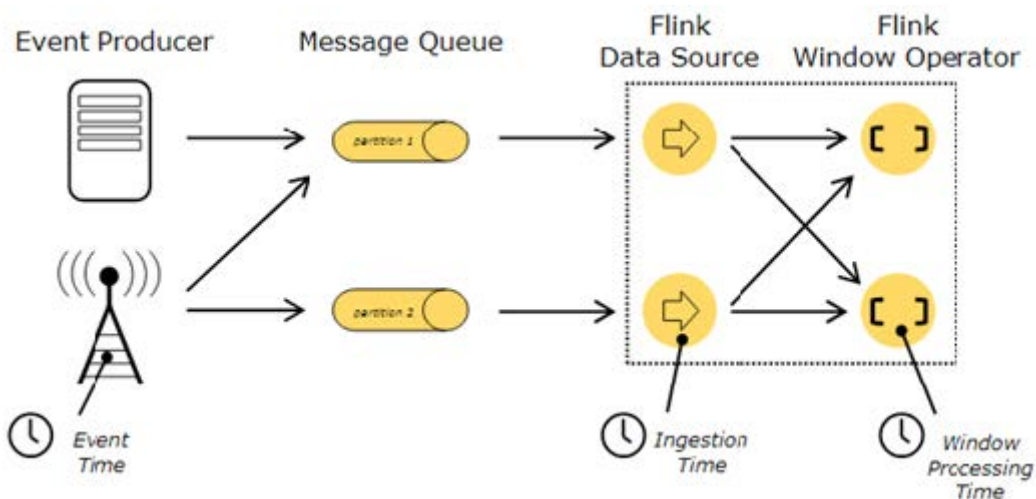 Event Producer
Message Queue
Flink
Data Source
Flink
Window Operator
partition 1
partition 2
Event
Time
Ingestion
Time
Window
Processing
Time